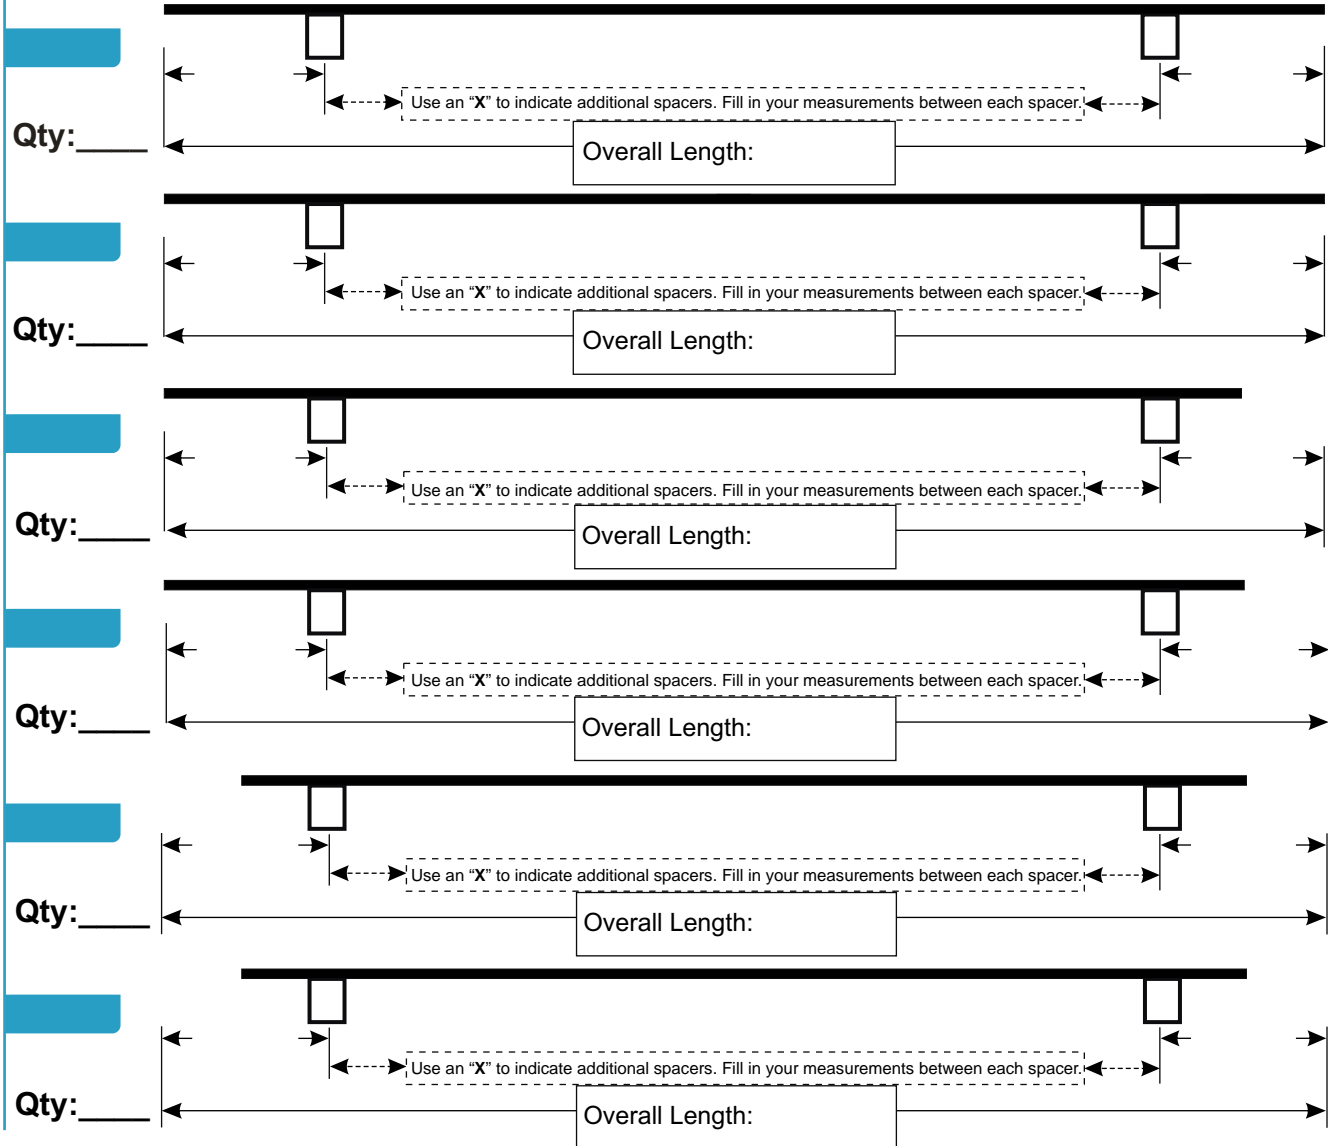 Use an “X” to indicate additional spacers. Fill in your measurements between each spacer.
Qty:____
Overall Length:
Use an “X” to indicate additional spacers. Fill in your measurements between each spacer.
Qty:____
Overall Length:
Use an “X” to indicate additional spacers. Fill in your measurements between each spacer.
Qty:____
Overall Length:
Use an “X” to indicate additional spacers. Fill in your measurements between each spacer.
Qty:____
Overall Length:
Use an “X” to indicate additional spacers. Fill in your measurements between each spacer.
Qty:____
Overall Length:
Use an “X” to indicate additional spacers. Fill in your measurements between each spacer.
Qty:____
Overall Length: